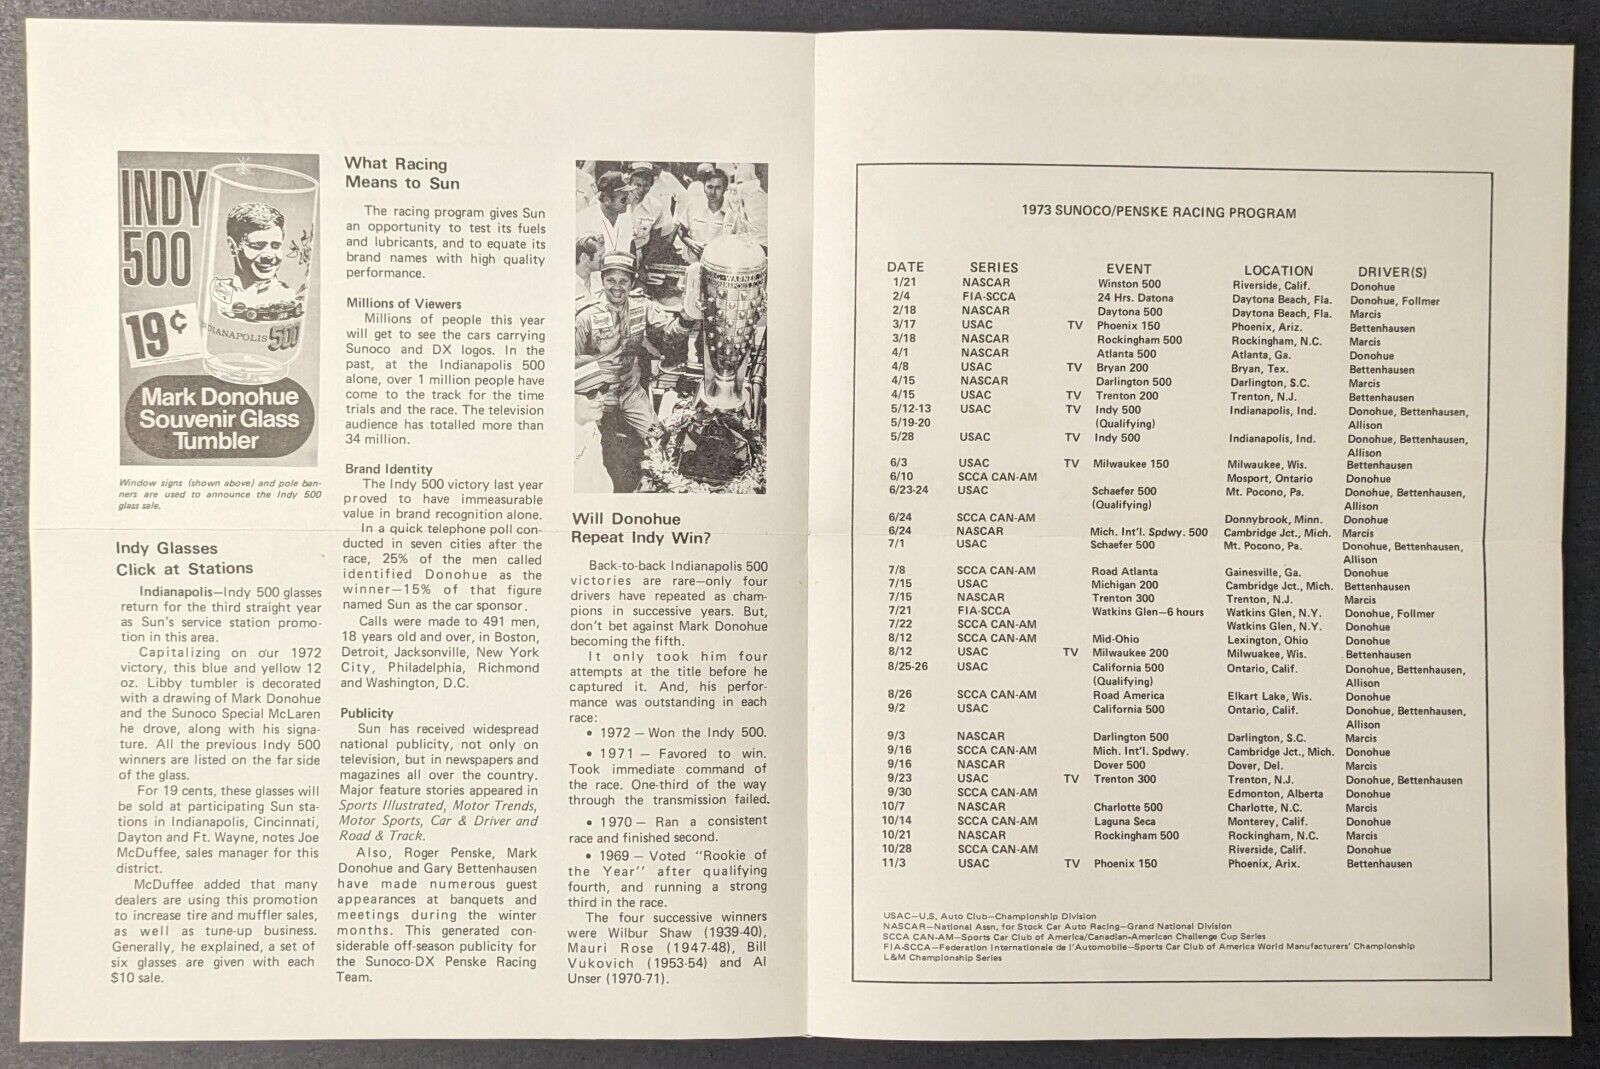 INDY
500
INDIANAPOLIS 500
19¢
Mark Donohue
Souvenir Glass
Tumbler
Window signs (shown above) and pole ban-
ners are used to announce the Indy 500
glass sale.
Indy Glasses
Click at Stations
Indianapolis—Indy 500 glasses
return for the third straight year
as Sun's service station promo-
tion in this area.
Capitalizing on our 1972
victory, this blue and yellow 12
oz. Libby tumbler is decorated
with a drawing of Mark Donohue
and the Sunoco Special McLaren
he drove, along with his signa-
ture. All the previous Indy 500
winners are listed on the far side
of the glass.
For 19 cents, these glasses will
be sold at participating Sun sta-
tions in Indianapolis, Cincinnati,
Dayton and Ft. Wayne, notes Joe
McDuffee, sales manager for this
district.
McDuffee added that many
dealers are using this promotion
to increase tire and muffler sales,
as well as tune-up business.
Generally, he explained, a set of
six glasses are given with each
$10 sale.
What Racing
Means to Sun
The racing program gives Sun
an opportunity to test its fuels
and lubricants, and to equate its
brand names with high quality
performance.
Millions of Viewers
Millions of people this year
will get to see the cars carrying
Sunoco and DX logos. In the
past, at the Indianapolis 500
alone, over 1 million people have
come to the track for the time
trials and the race. The television
audience has totalled more than
34 million.
Brand Identity
The Indy 500 victory last year
proved to have immeasurable
value in brand recognition alone.
In a quick telephone poll con-
ducted in seven cities after the
race, 25% of the men called
identified Donohue as the
winner—15% of that figure
named Sun as the car sponsor.
Calls were made to 491 men,
18 years old and over, in Boston,
Detroit, Jacksonville, New York
City, Philadelphia, Richmond
and Washington, D.C.
Publicity
Sun has received widespread
national publicity, not only on
television, but in newspapers and
magazines all over the country.
Major feature stories appeared in
Sports Illustrated, Motor Trends,
Motor Sports, Car & Driver and
Road & Track.
Also, Roger Penske, Mark
Donohue and Gary Bettenhausen
have made numerous guest
appearances at banquets and
meetings during the winter
months. This generated con-
siderable off-season publicity for
the Sunoco-DX Penske Racing
Team.
Will Donohue
Repeat Indy Win?
Back-to-back Indianapolis 500
victories are rare—only four
drivers have repeated as cham-
pions in successive years. But,
don't bet against Mark Donohue
becoming the fifth.
It only took him four
attempts at the title before he
captured it. And, his perfor-
mance was outstanding in each
race:
• 1972 — Won the Indy 500.
• 1971 — Favored to win.
Took immediate command of
the race. One-third of the way
through the transmission failed.
• 1970 — Ran a consistent
race and finished second.
• 1969 — Voted "Rookie of
the Year" after qualifying
fourth, and running a strong
third in the race.
The four successive winners
were Wilbur Shaw (1939-40),
Mauri Rose (1947-48), Bill
Vukovich (1953-54) and Al
Unser (1970-71).
1973 SUNOCO/PENSKE RACING PROGRAM
DATE SERIES EVENT LOCATION DRIVER(S)
1/21 NASCAR Winston 500 Riverside, Calif. Donohue
2/4 FIA-SCCA 24 Hrs. Datona Daytona Beach, Fla. Donohue, Follmer
2/18 NASCAR Daytona 500 Daytona Beach, Fla. Marcis
3/17 USAC TV Phoenix 150 Phoenix, Ariz. Bettenhausen
3/18 NASCAR Rockingham 500 Rockingham, N.C. Marcis
4/1 NASCAR Atlanta 500 Atlanta, Ga. Donohue
4/8 USAC TV Bryan 200 Bryan, Tex. Bettenhausen
4/15 NASCAR Darlington 500 Darlington, S.C. Marcis
4/15 USAC TV Trenton 200 Trenton, N.J. Bettenhausen
5/12-13 USAC TV Indy 500 Indianapolis, Ind. Donohue, Bettenhausen,
5/19-20 (Qualifying) Allison
5/28 USAC TV Indy 500 Indianapolis, Ind. Donohue, Bettenhausen,
Allison
6/3 USAC TV Milwaukee 150 Milwaukee, Wis. Bettenhausen
6/10 SCCA CAN-AM Mosport, Ontario Donohue
6/23-24 USAC Schaefer 500 Mt. Pocono, Pa. Donohue, Bettenhausen,
(Qualifying) Allison
6/24 SCCA CAN-AM Donnybrook, Minn. Donohue
6/24 NASCAR Mich. Int'l. Spdwy. 500 Cambridge Jct., Mich. Marcis
7/1 USAC Schaefer 500 Mt. Pocono, Pa. Donohue, Bettenhausen,
Allison
7/8 SCCA CAN-AM Road Atlanta Gainesville, Ga. Donohue
7/15 USAC Michigan 200 Cambridge Jct., Mich. Bettenhausen
7/15 NASCAR Trenton 300 Trenton, N.J. Marcis
7/21 FIA-SCCA Watkins Glen—6 hours Watkins Glen, N.Y. Donohue, Follmer
7/22 SCCA CAN-AM Watkins Glen, N.Y. Donohue
8/12 SCCA CAN-AM Mid-Ohio Lexington, Ohio Donohue
8/12 USAC TV Milwaukee 200 Milwuakee, Wis. Bettenhausen
8/25-26 USAC California 500 Ontario, Calif. Donohue, Bettenhausen,
(Qualifying) Allison
8/26 SCCA CAN-AM Road America Elkart Lake, Wis. Donohue
9/2 USAC California 500 Ontario, Calif. Donohue, Bettenhausen,
Allison
9/3 NASCAR Darlington 500 Darlington, S.C. Marcis
9/16 SCCA CAN-AM Mich. Int'l. Spdwy. Cambridge Jct., Mich. Donohue
9/16 NASCAR Dover 500 Dover, Del. Marcis
9/23 USAC TV Trenton 300 Trenton, N.J. Donohue, Bettenhausen
9/30 SCCA CAN-AM Edmonton, Alberta Donohue
10/7 NASCAR Charlotte 500 Charlotte, N.C. Marcis
10/14 SCCA CAN-AM Laguna Seca Monterey, Calif. Donohue
10/21 NASCAR Rockingham 500 Rockingham, N.C. Marcis
10/28 SCCA CAN-AM Riverside, Calif. Donohue
11/3 USAC TV Phoenix 150 Phoenix, Arix. Bettenhausen
USAC—U.S. Auto Club—Championship Division
NASCAR—National Assn. for Stock Car Auto Racing—Grand National Division
SCCA CAN-AM—Sports Car Club of America/Canadian-American Challenge Cup Series
FIA-SCCA—Federation Internationale de l'Automobile—Sports Car Club of America World Manufacturers' Championship
L&M Championship Series